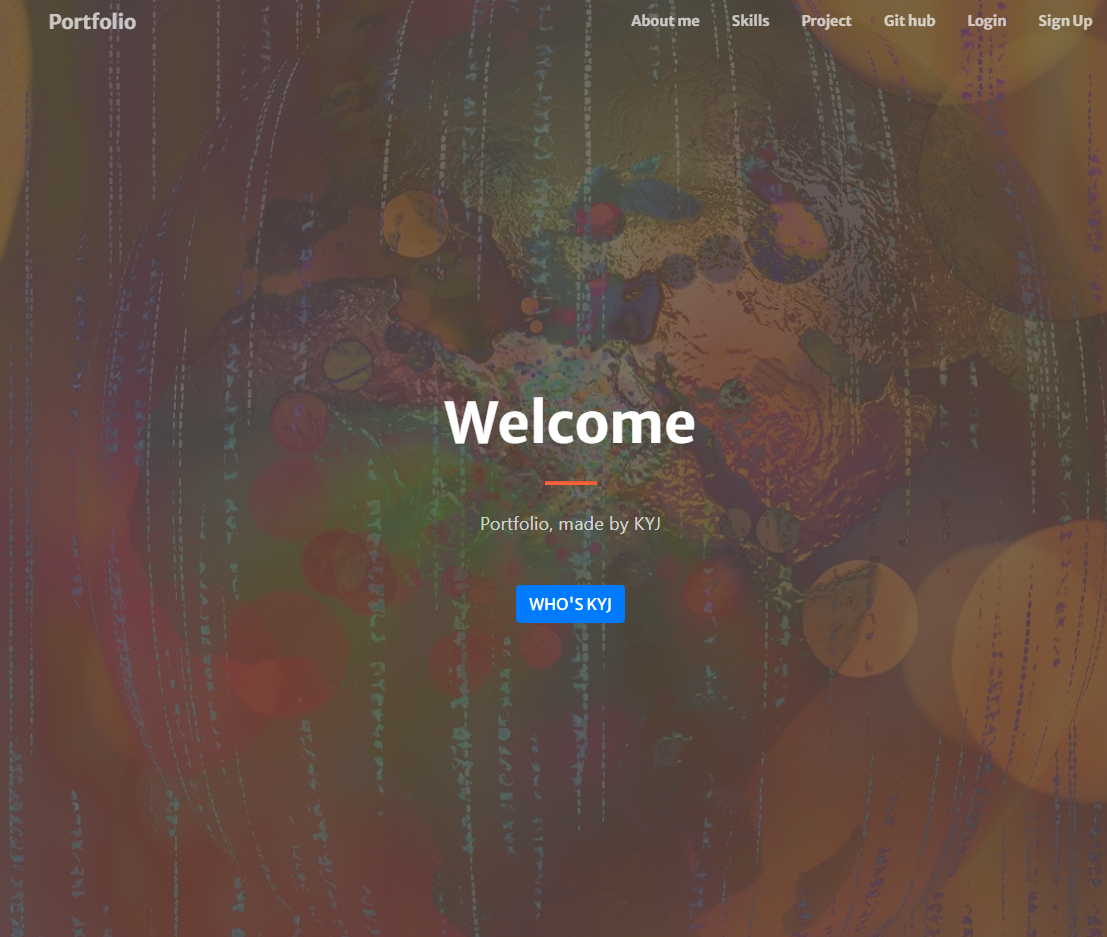 Portfolio About me Skills Project Git hub Login Sign Up
Welcome
Portfolio, made by KYJ
WHO'S KYJ